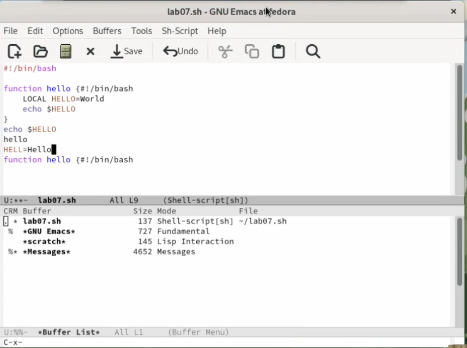 lab07.sh - GNU Emacs at fedora
File Edit Options Buffers Tools Sh-Script Help
Save Undo
#!/bin/bash
function hello {#!/bin/bash
LOCAL HELLO=World
echo $HELLO
}
echo $HELLO
hello
HELL=Hello
function hello {#!/bin/bash
U:**- lab07.sh All L9 (Shell-script[sh])
CRM Buffer Size Mode File
. * lab07.sh 137 Shell-script[sh] ~/lab07.sh
% *GNU Emacs* 727 Fundamental
*scratch* 145 Lisp Interaction
%* *Messages* 4652 Messages
U:%%- *Buffer List* All L1 (Buffer Menu)
C-x-